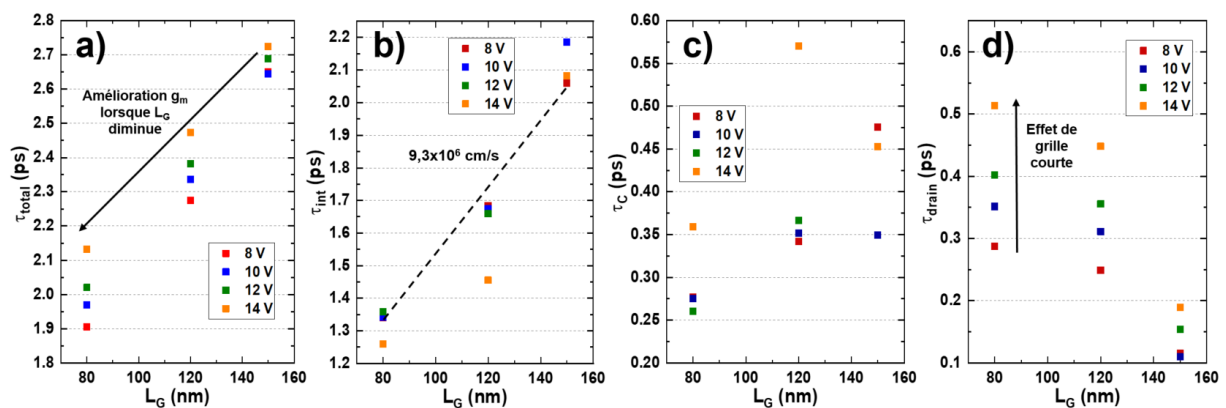 a)
2.8
2.7
2.6
2.5
2.4
2.3
2.2
2.1
2.0
1.9
1.8
τtotal (ps)
Amélioration gm
lorsque LG
diminue
8 V
10 V
12 V
14 V
60 80 100 120 140 160
LG (nm)
b)
2.2
2.1
2.0
1.9
1.8
1.7
1.6
1.5
1.4
1.3
1.2
τint (ps)
8 V
10 V
12 V
14 V
9,3x10⁶ cm/s
60 80 100 120 140 160
LG (nm)
c)
0.60
0.55
0.50
0.45
0.40
0.35
0.30
0.25
0.20
τC (ps)
8 V
10 V
12 V
14 V
60 80 100 120 140 160
LG (nm)
d)
0.6
0.5
0.4
0.3
0.2
0.1
τdrain (ps)
8 V
10 V
12 V
14 V
Effet de
grille
courte
60 80 100 120 140 160
LG (nm)